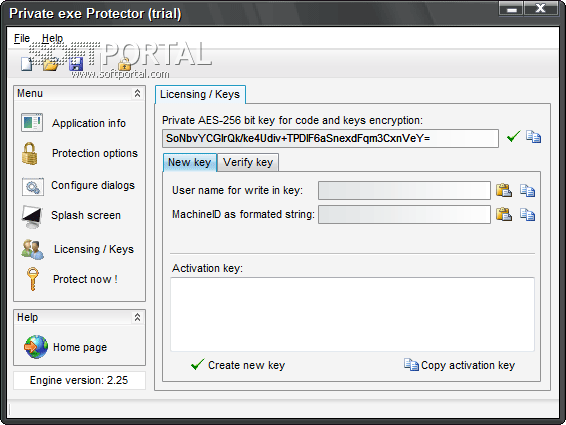 Private exe Protector (trial)
File Help
SOFTPORTAL
www.softportal.com
Menu
Application info
Protection options
Configure dialogs
Splash screen
Licensing / Keys
Protect now !
Help
Home page
Engine version: 2.25
Licensing / Keys
Private AES-256 bit key for code and keys encryption:
SoNbvYCGIrQk/ke4Udiv+TPDIF6aSnexdFqm3CxnVeY=
New key Verify key
User name for write in key:
MachineID as formated string:
Activation key:
Create new key Copy activation key